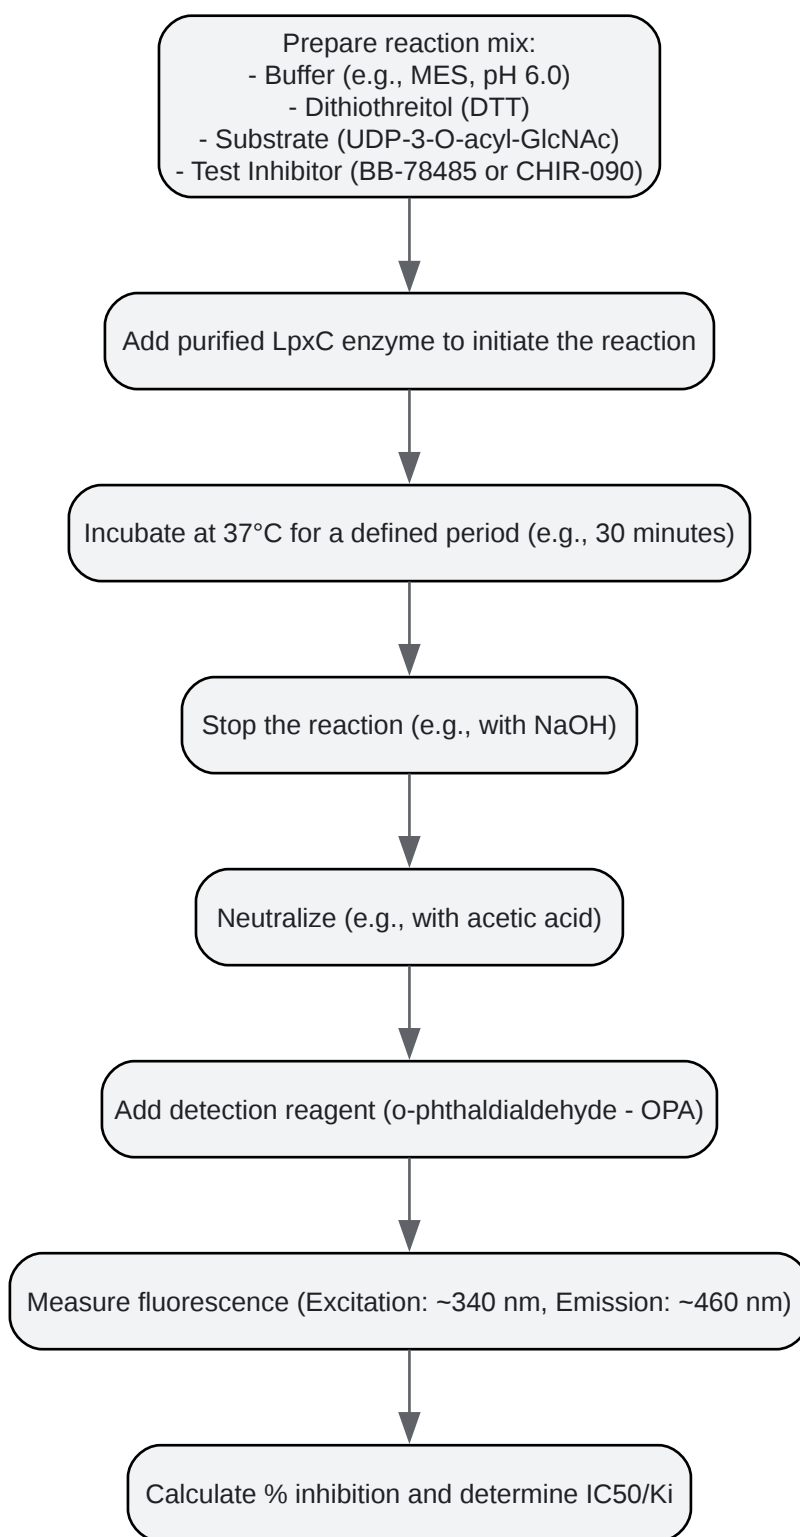 Prepare reaction mix:
- Buffer (e.g., MES, pH 6.0)
- Dithiothreitol (DTT)
- Substrate (UDP-3-O-acyl-GlcNAc)
- Test Inhibitor (BB-78485 or CHIR-090)
Add purified LpxC enzyme to initiate the reaction
Incubate at 37°C for a defined period (e.g., 30 minutes)
Stop the reaction (e.g., with NaOH)
Neutralize (e.g., with acetic acid)
Add detection reagent (o-phthaldialdehyde - OPA)
Measure fluorescence (Excitation: ~340 nm, Emission: ~460 nm)
Calculate % inhibition and determine IC50/Ki